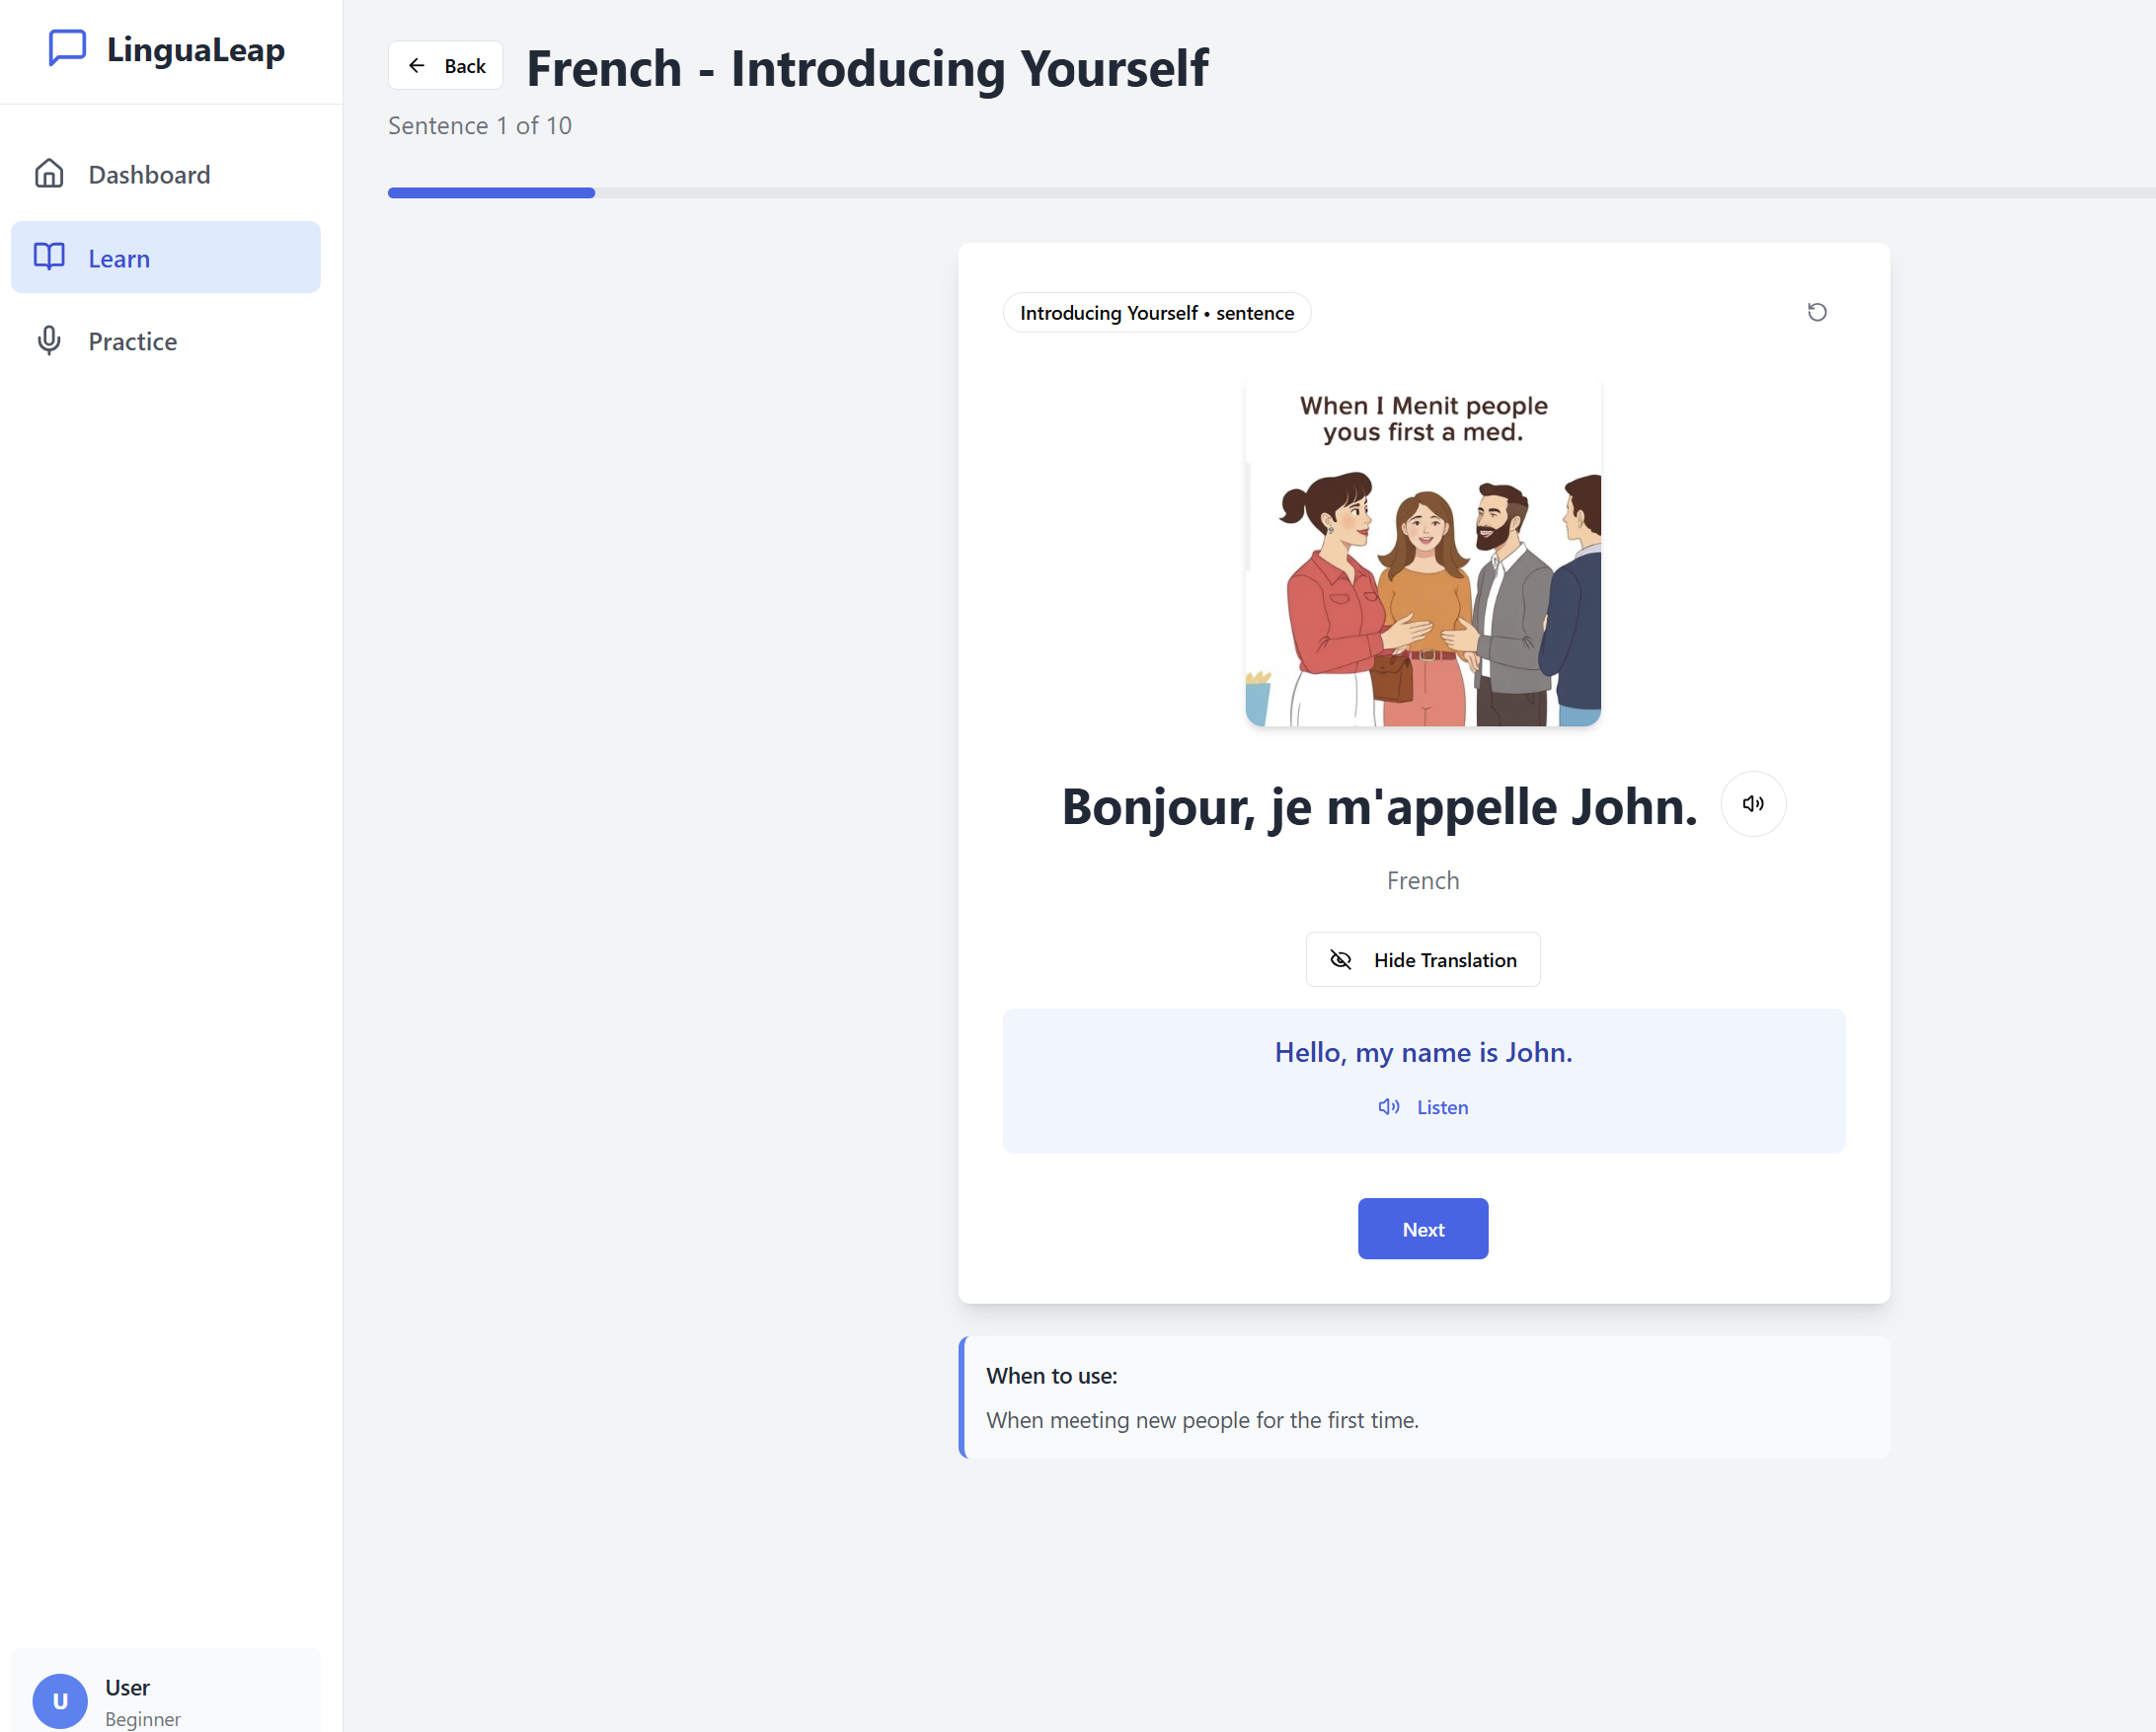 LinguaLeap
Dashboard
Learn
Practice
U
User
Beginner
Back
French - Introducing Yourself
Sentence 1 of 10
Introducing Yourself • sentence
When I Menit people
yous first a med.
Bonjour, je m'appelle John.
French
Hide Translation
Hello, my name is John.
Listen
Next
When to use:
When meeting new people for the first time.